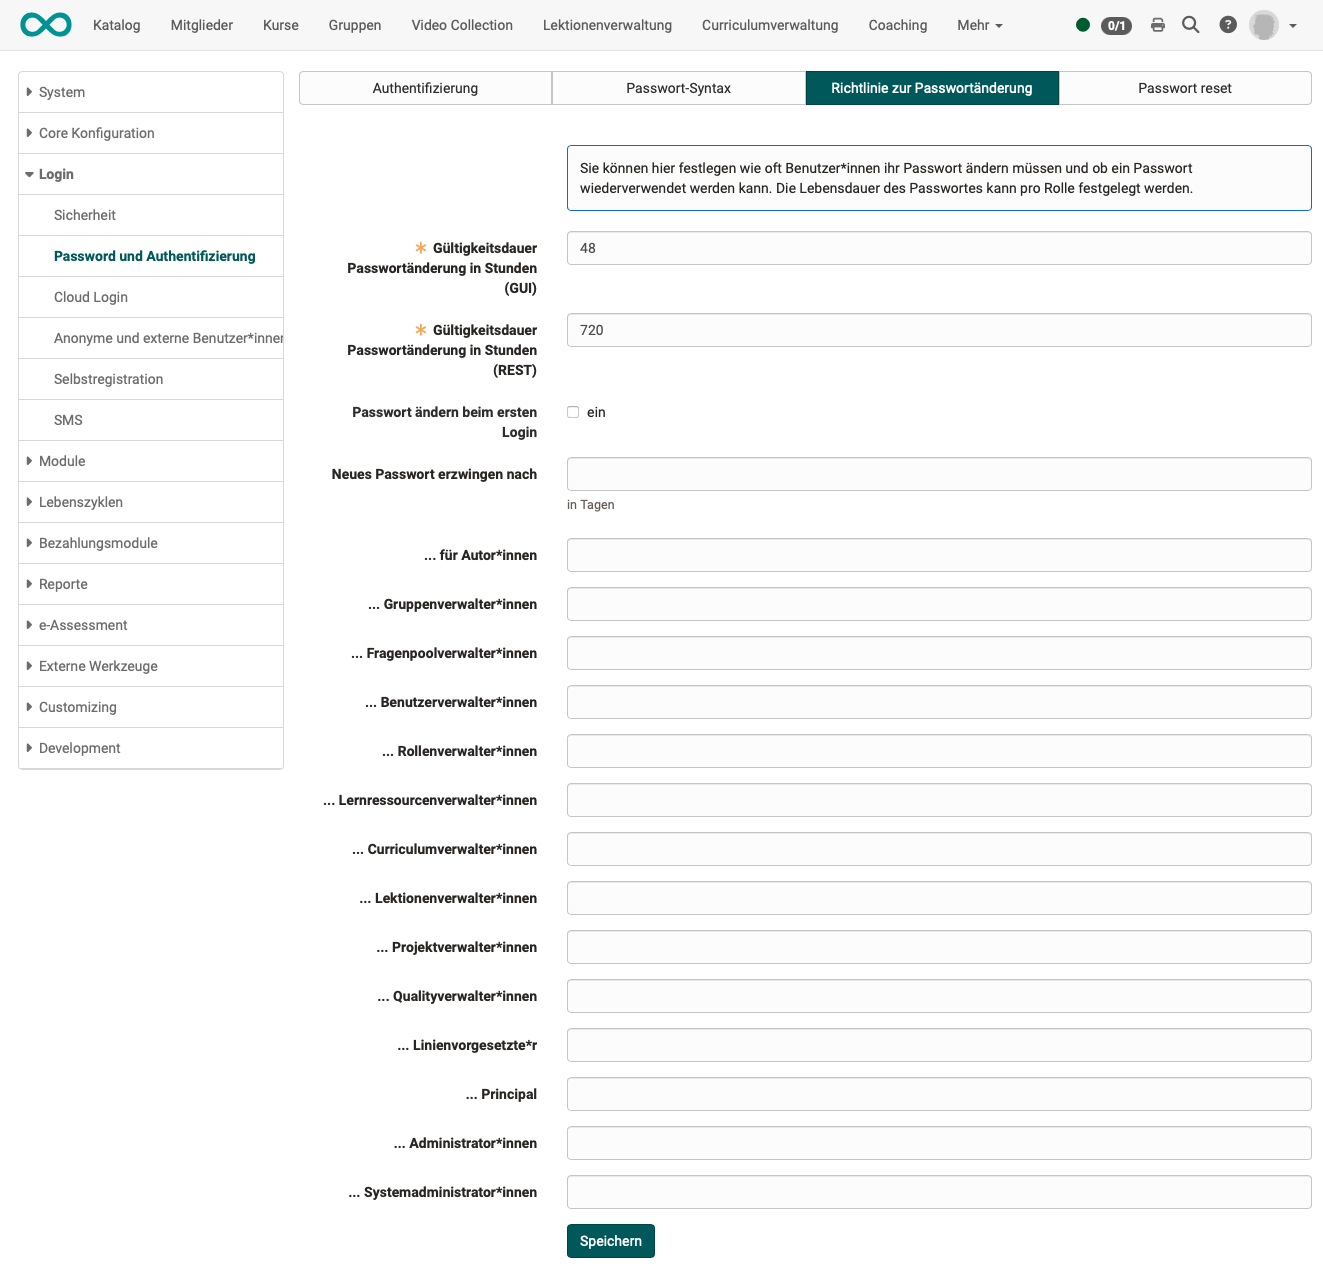 Katalog Mitglieder Kurse Gruppen Video Collection Lektionenverwaltung Curriculumverwaltung Coaching Mehr 0/1
System
Core Konfiguration
Login
Sicherheit
Password und Authentifizierung
Cloud Login
Anonyme und externe Benutzer*inner
Selbstregistration
SMS
Module
Lebenszyklen
Bezahlungsmodule
Reporte
e-Assessment
Externe Werkzeuge
Customizing
Development
Authentifizierung Passwort-Syntax Richtlinie zur Passwortänderung Passwort reset
Sie können hier festlegen wie oft Benutzer*innen ihr Passwort ändern müssen und ob ein Passwort
wiederverwendet werden kann. Die Lebensdauer des Passwortes kann pro Rolle festgelegt werden.
Gültigkeitsdauer 48
Passwortänderung in Stunden
(GUI)
Gültigkeitsdauer 720
Passwortänderung in Stunden
(REST)
Passwort ändern beim ersten ein
Login
Neues Passwort erzwingen nach
in Tagen
... für Autor*innen
... Gruppenverwalter*innen
... Fragenpoolverwalter*innen
... Benutzerverwalter*innen
... Rollenverwalter*innen
... Lernressourcenverwalter*innen
... Curriculumverwalter*innen
... Lektionenverwalter*innen
... Projektverwalter*innen
... Qualityverwalter*innen
... Linienvorgesetzte*r
... Principal
... Administrator*innen
... Systemadministrator*innen
Speichern